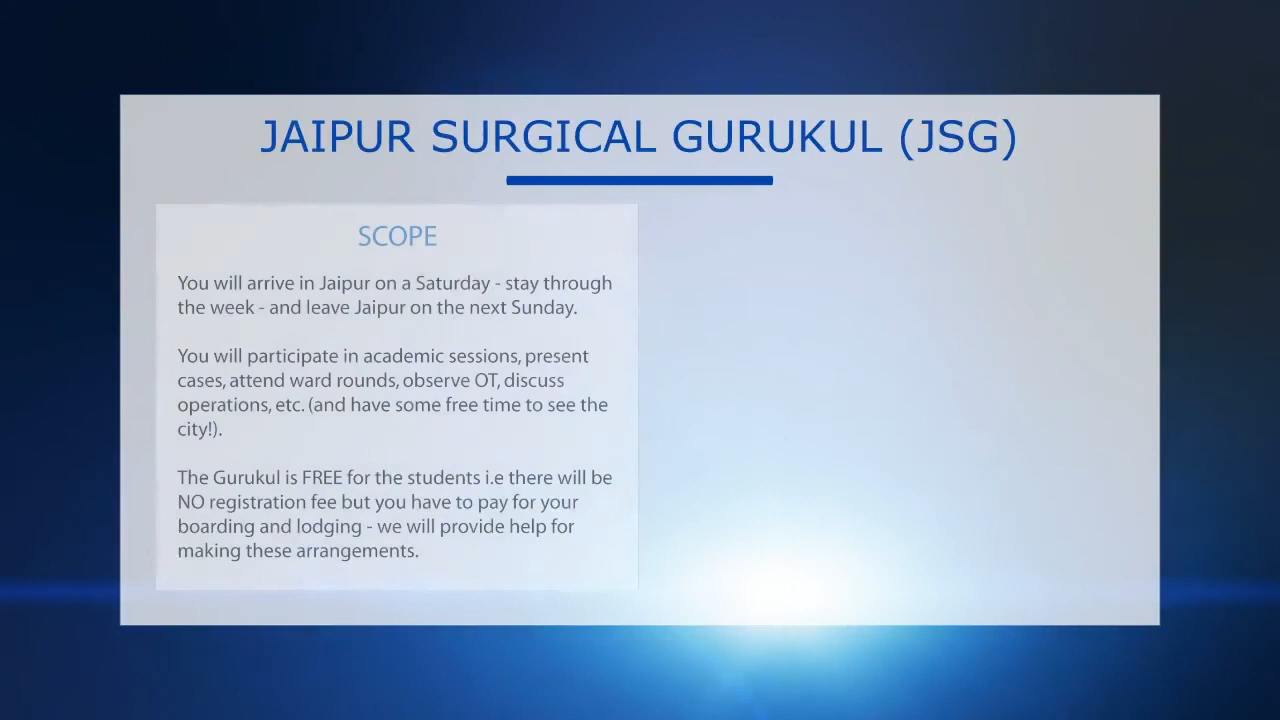 JAIPUR SURGICAL GURUKUL (JSG)
SCOPE
You will arrive in Jaipur on a Saturday - stay through
the week - and leave Jaipur on the next Sunday.
You will participate in academic sessions, present
cases, attend ward rounds, observe OT, discuss
operations, etc. (and have some free time to see the
city!).
The Gurukul is FREE for the students i.e there will be
NO registration fee but you have to pay for your
boarding and lodging - we will provide help for
making these arrangements.